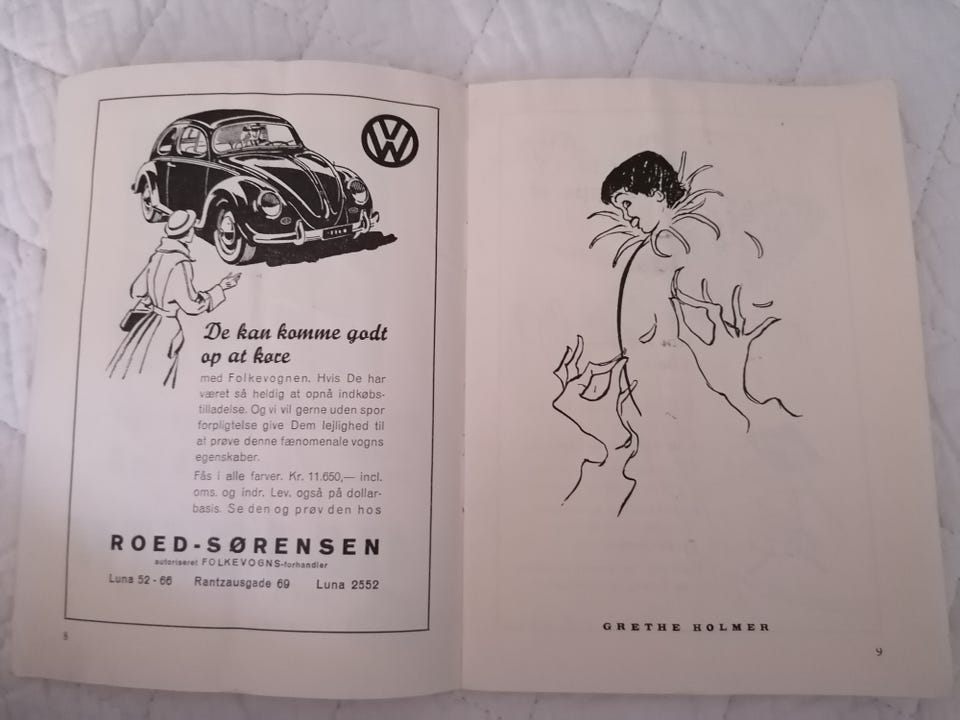 VW
De kan komme godt
op at køre
med Folkevognen. Hvis De har
været så heldig at opnå indkøbs-
tilladelse. Og vi vil gerne uden spor
forpligtelse give Dem lejlighed til
at prøve denne fænomenale vogns
egenskaber.
Fås i alle farver. Kr. 11.650,— incl.
oms. og indr. Lev. også på dollar-
basis. Se den og prøv den hos
ROED-SØRENSEN
autoriseret FOLKEVOGNS-forhandler
Luna 52-66 Rantzausgade 69 Luna 2552
8
GRETHE HOLMER
9